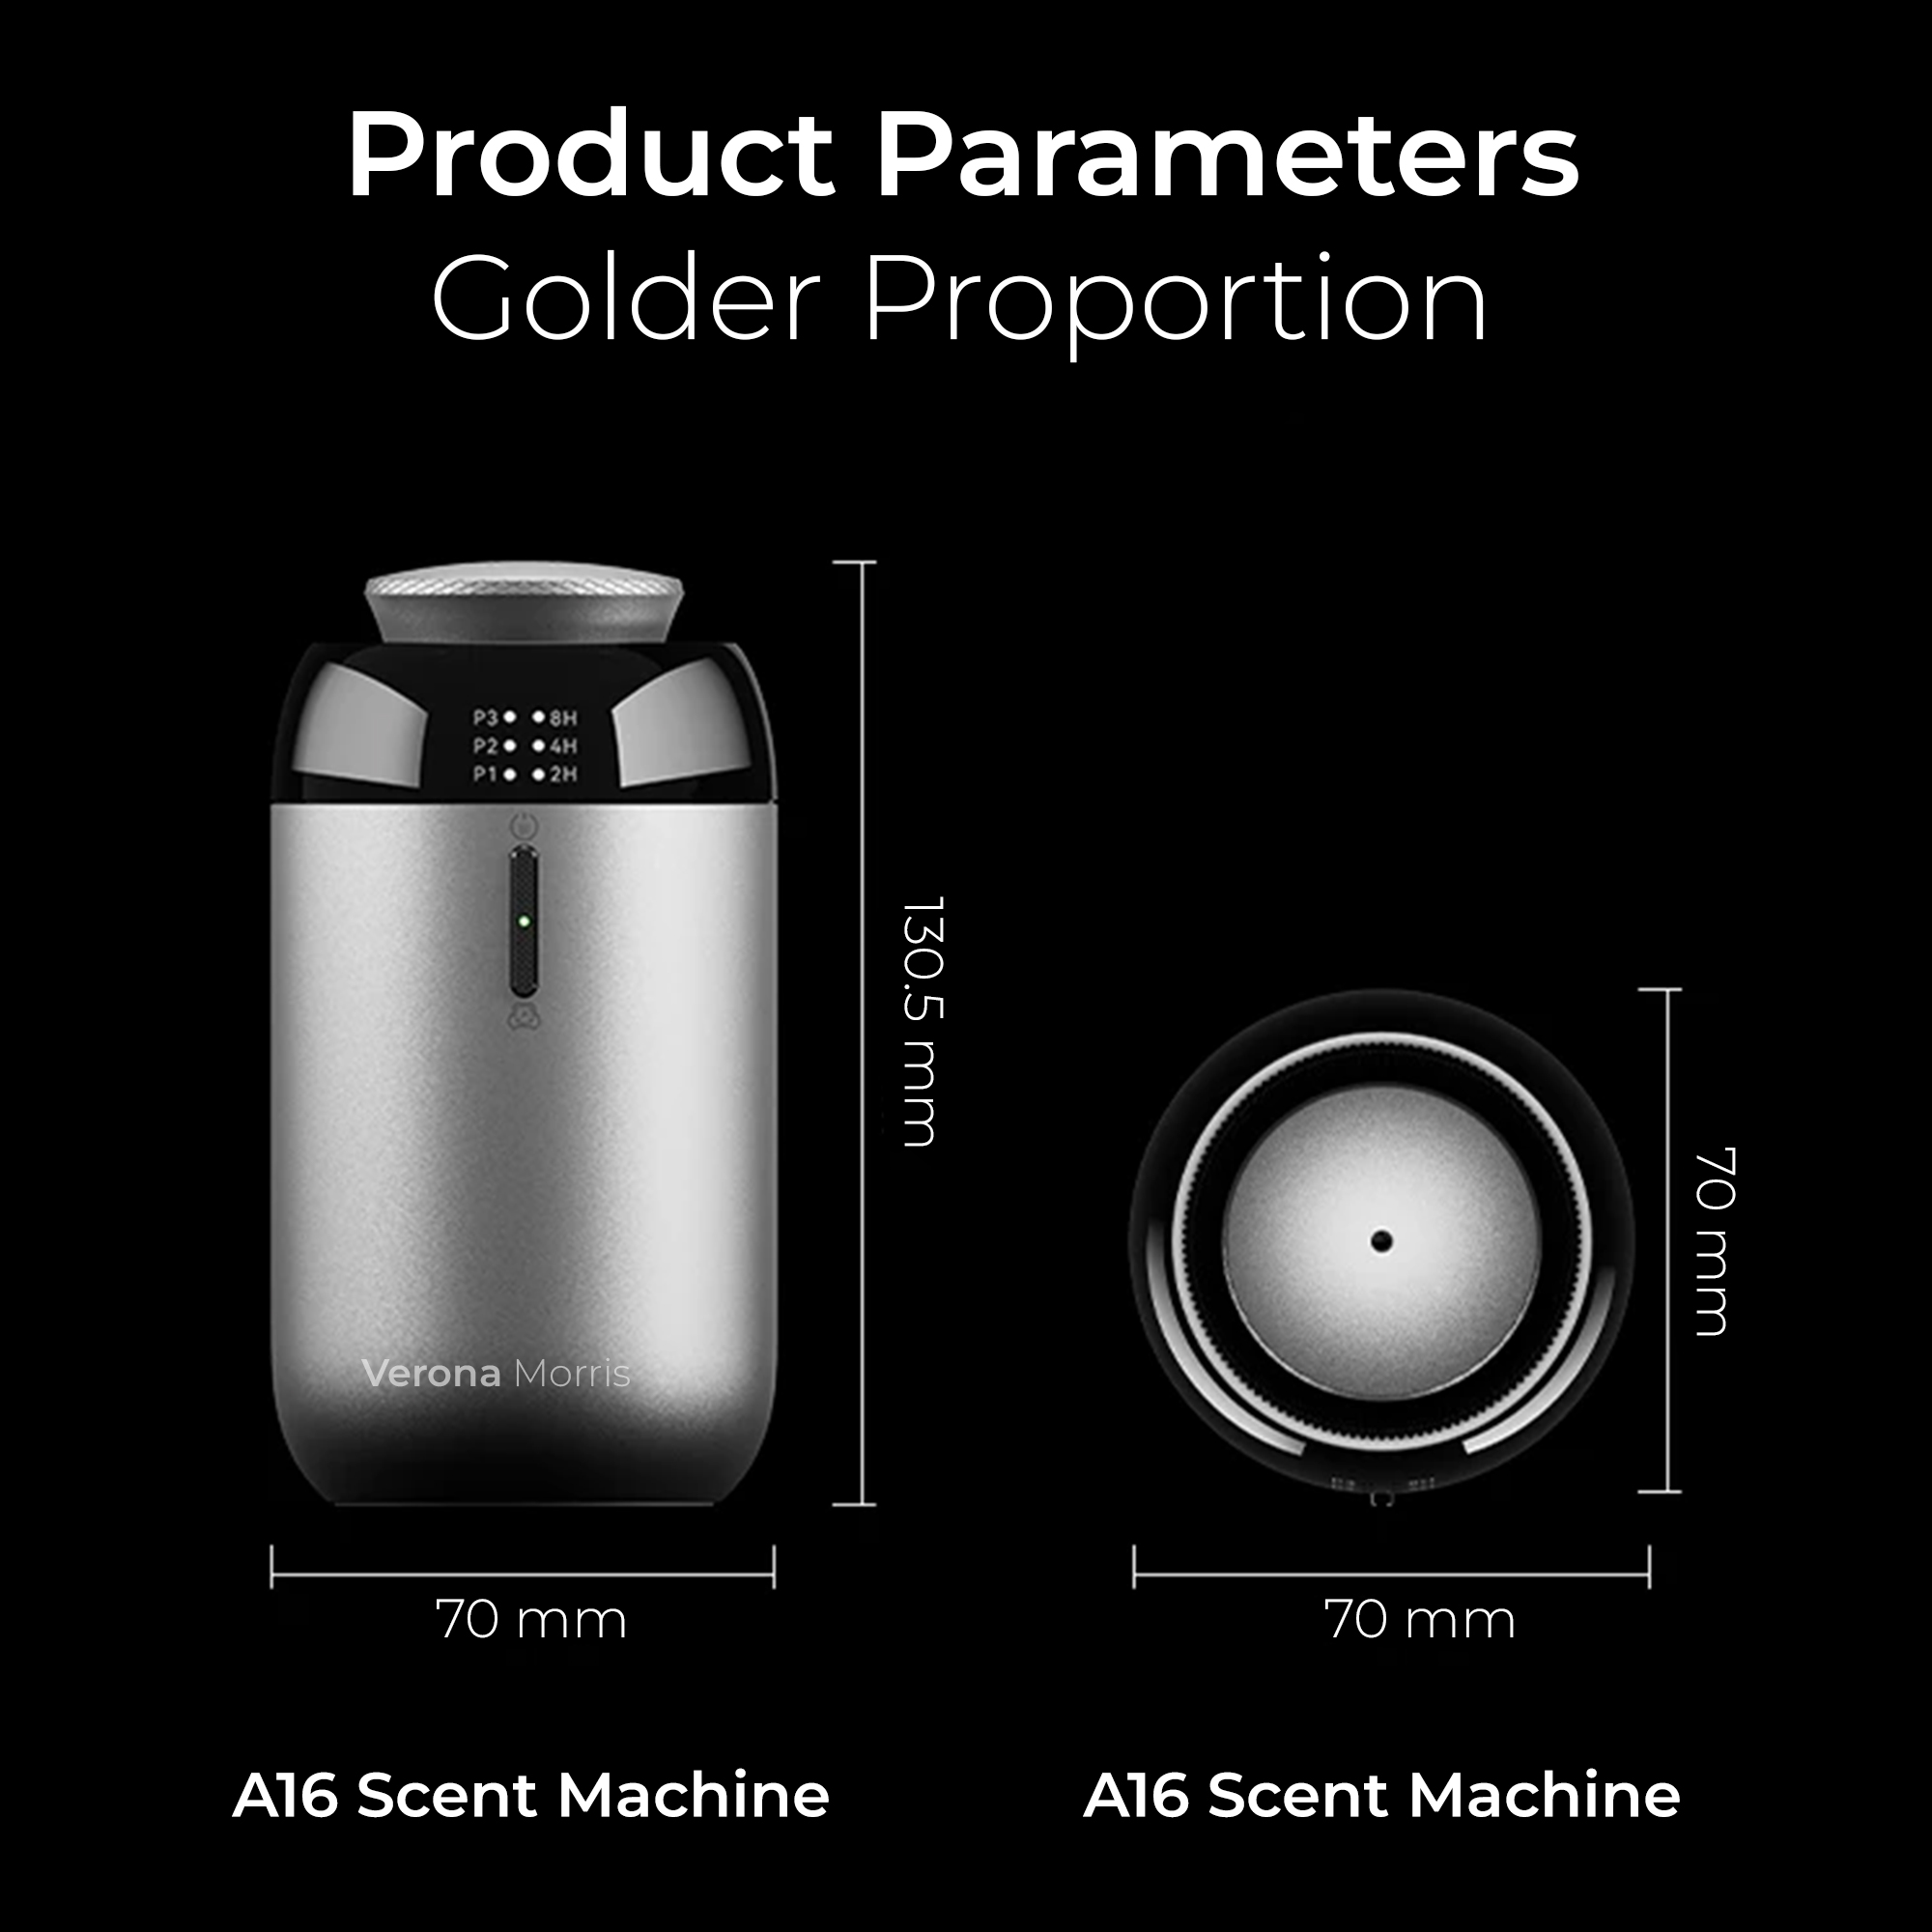 Product Parameters
Golder Proportion
P3 8H
P2 4H
P1 2H
130.5 mm
Verona Morris
70 mm
70 mm
70 mm
A16 Scent Machine
A16 Scent Machine